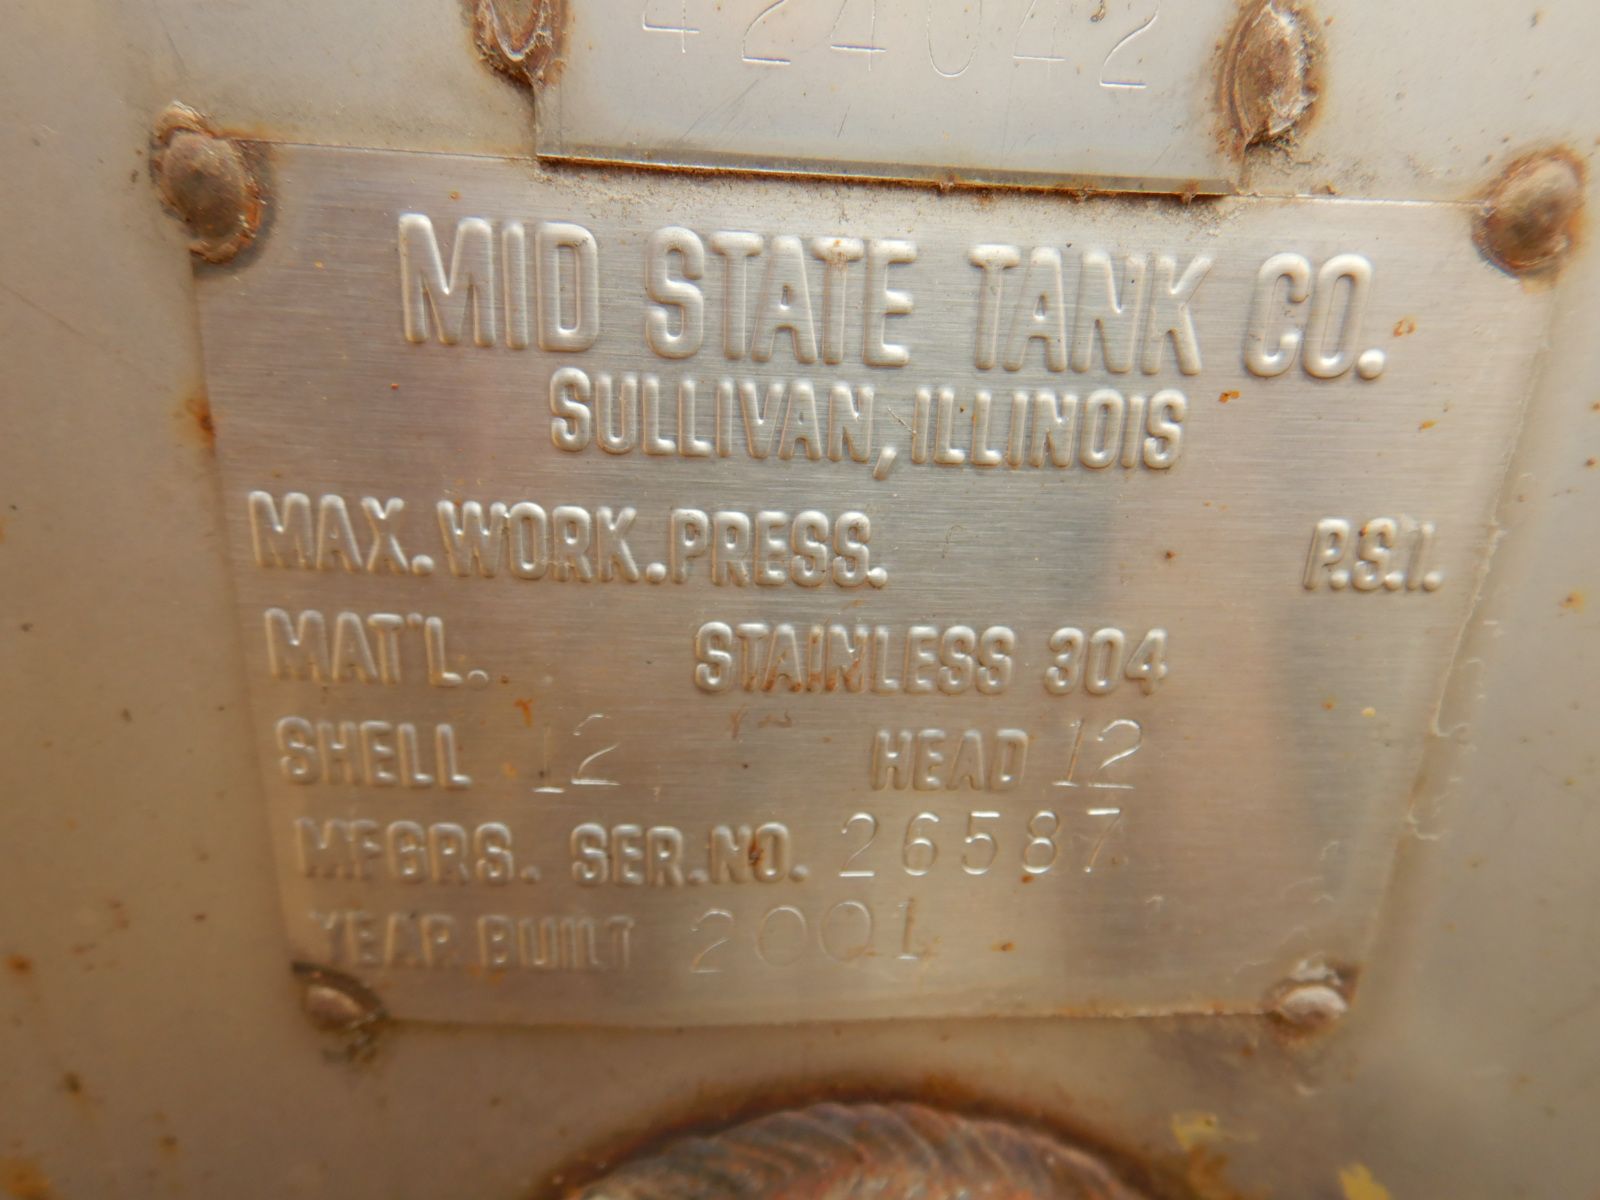 424042
MID STATE TANK CO.
SULLIVAN, ILLINOIS
MAX. WORK. PRESS. P.S.I.
MAT'L. STAINLESS 304
SHELL 12 HEAD 12
MFGRS. SER. NO. 26587
YEAR BUILT 2001